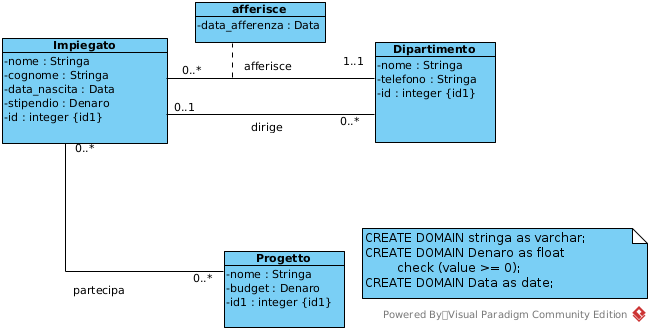 afferisce
-data_afferenza : Data
Impiegato
-nome : Stringa
-cognome : Stringa
-data_nascita : Data
-stipendio : Denaro
-id : integer {id1}
0..*
afferisce
1..1
Dipartimento
-nome : Stringa
-telefono : Stringa
-id : integer {id1}
0..1
dirige
0..*
0..*
partecipa
0..*
Progetto
-nome : Stringa
-budget : Denaro
-id1 : integer {id1}
CREATE DOMAIN stringa as varchar;
CREATE DOMAIN Denaro as float
check (value >= 0);
CREATE DOMAIN Data as date;
Powered By Visual Paradigm Community Edition